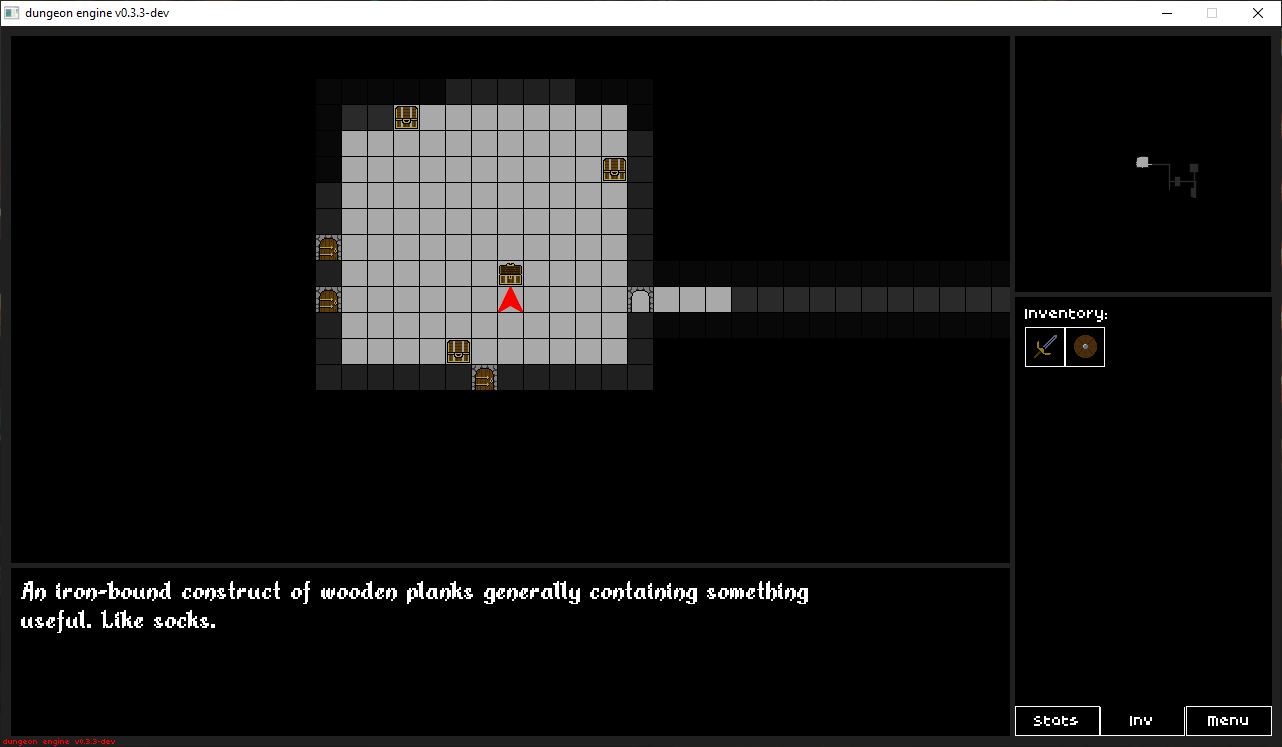 dungeon engine v0.3.3-dev
Inventory:
An iron-bound construct of wooden planks generally containing something
useful. Like socks.
Stats
Inv
Menu
dungeon engine v0.3.3-dev